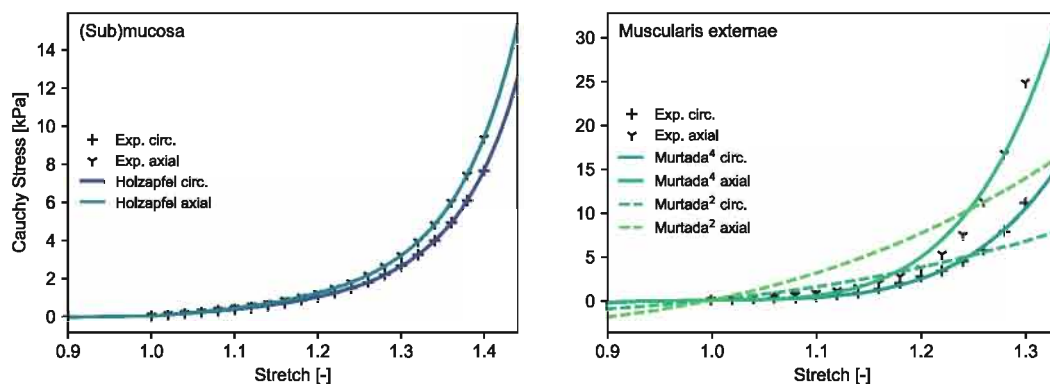 (Sub)mucosa
14
12
10
8
6
4
2
0
Cauchy Stress [kPa]
Exp. circ.
Exp. axial
Holzapfel circ.
Holzapfel axial
0.9 1.0 1.1 1.2 1.3 1.4
Stretch [-]
Muscularis externae
30
25
20
15
10
5
0
Exp. circ.
Exp. axial
Murtada⁴ circ.
Murtada⁴ axial
Murtada² circ.
Murtada² axial
0.9 1.0 1.1 1.2 1.3
Stretch [-]